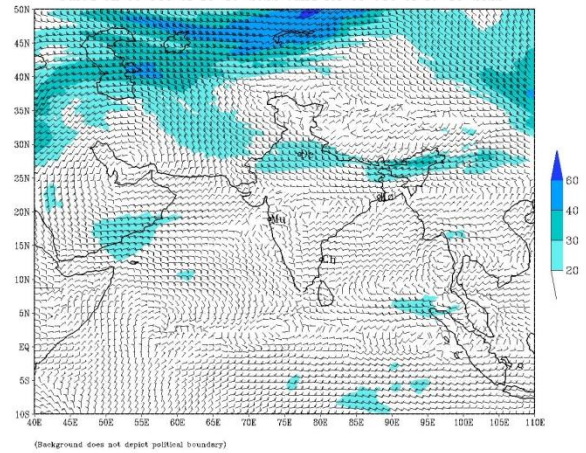 50N
45N
40N
35N
30N
25N
20N
15N
10N
5N
EQ
5S
10S
40E 45E 50E 55E 60E 65E 70E 75E 80E 85E 90E 95E 100E 105E 110E
60
40
30
20
Mu
(Background does not depict political boundary)